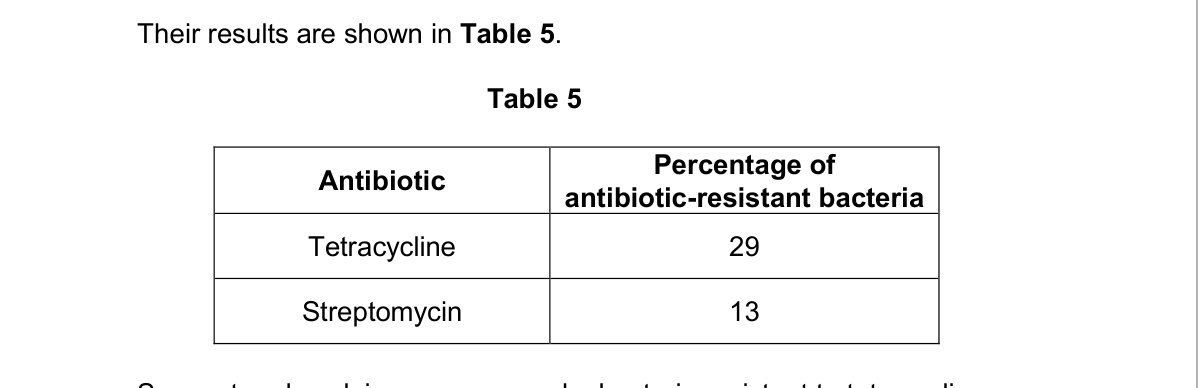 Their results are shown in Table 5.
Table 5
Antibiotic
Percentage of
antibiotic-resistant bacteria
Tetracycline
29
Streptomycin
13